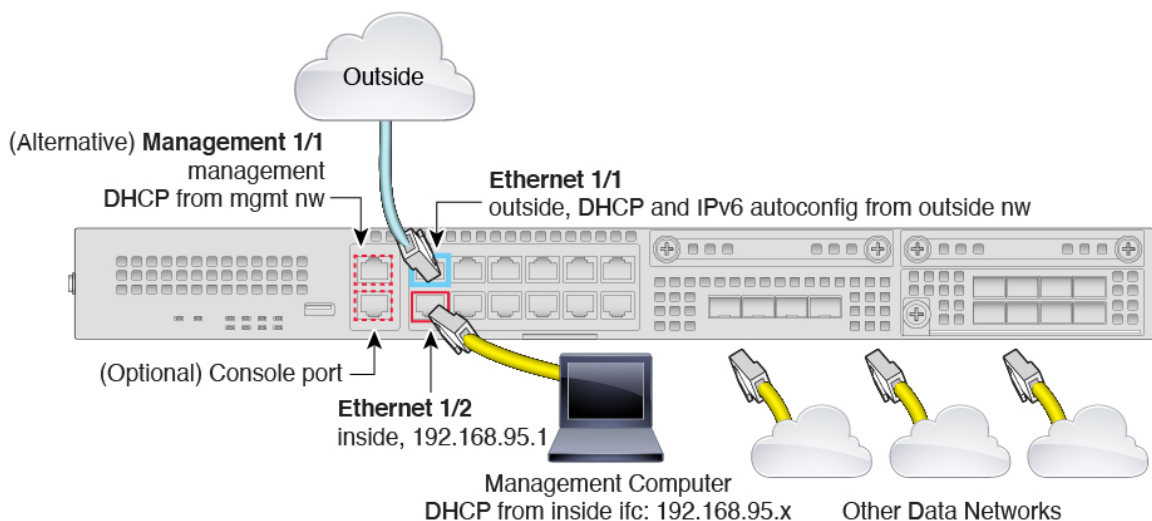 Outside
(Alternative) Management 1/1
management
DHCP from mgmt nw
Ethernet 1/1
outside, DHCP and IPv6 autoconfig from outside nw
(Optional) Console port
Ethernet 1/2
inside, 192.168.95.1
Management Computer
DHCP from inside ifc: 192.168.95.x
Other Data Networks